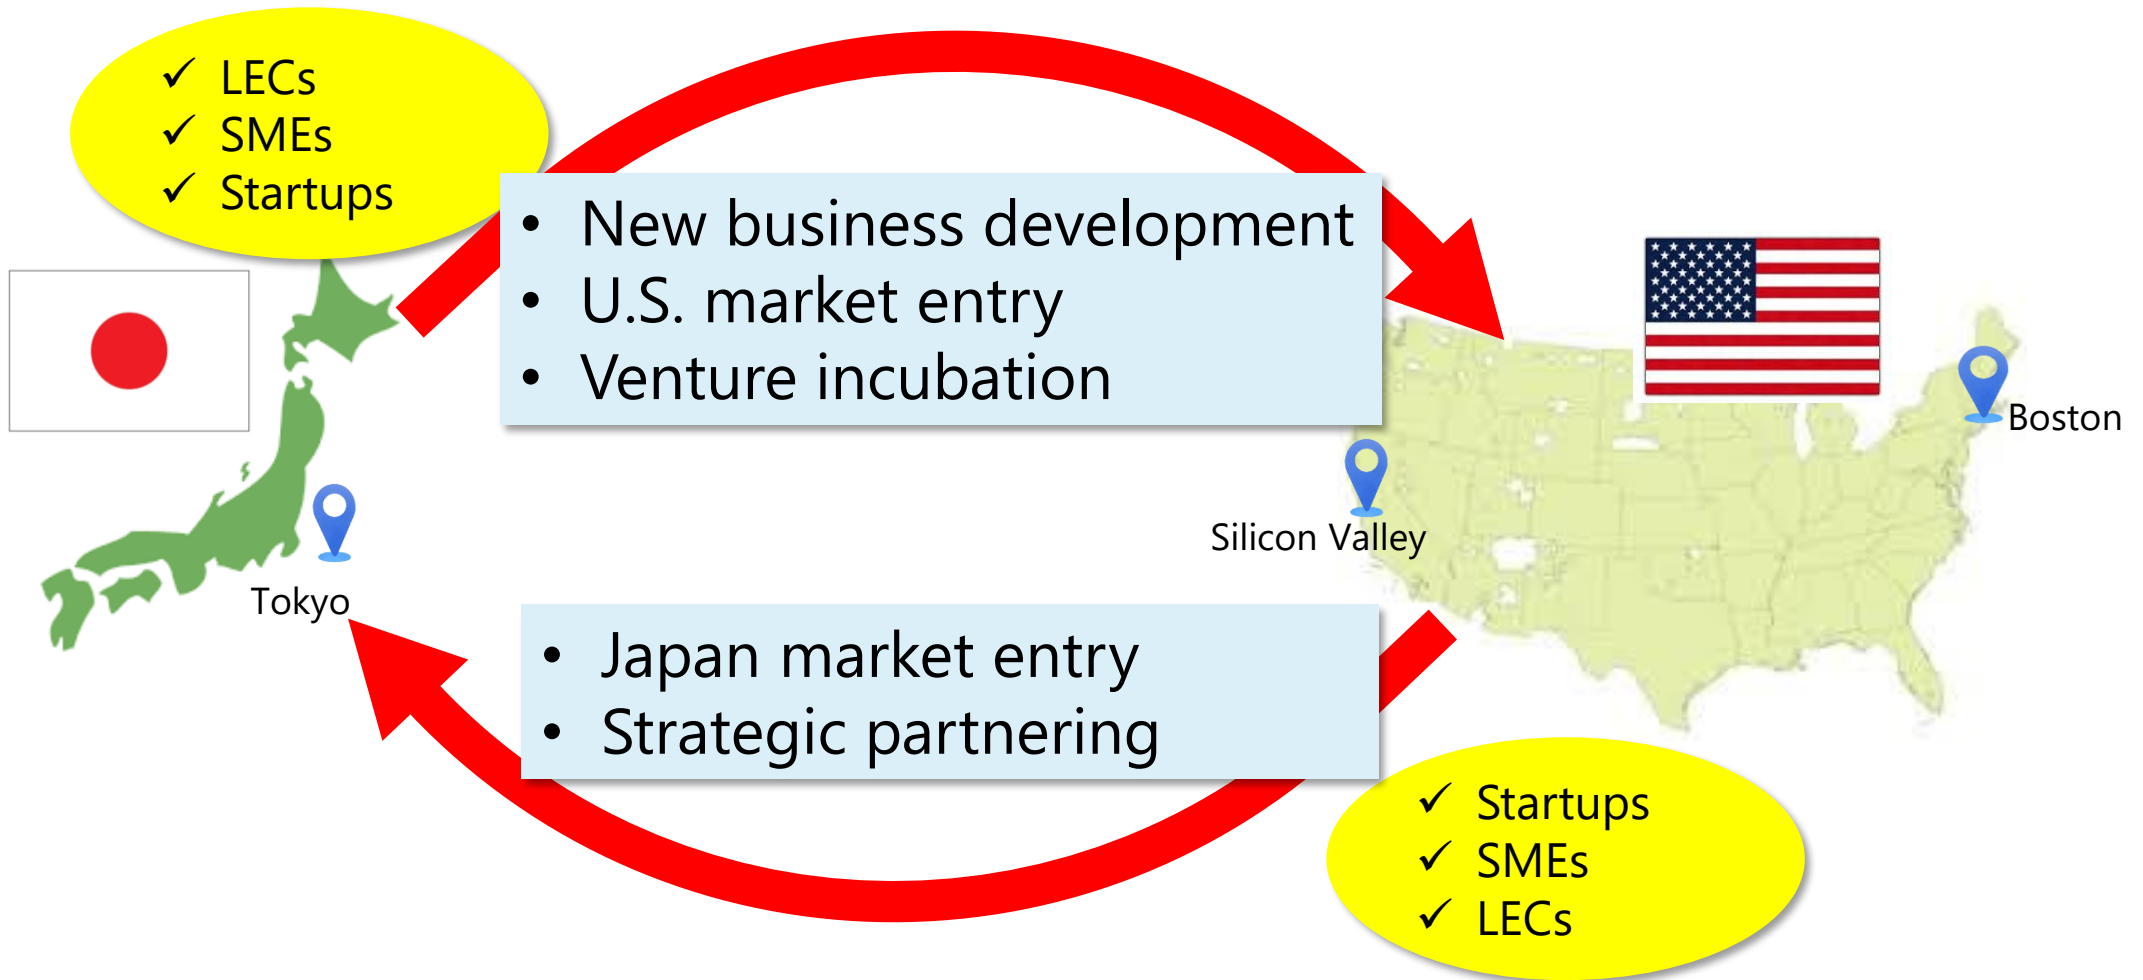 ✓ LECs
✓ SMEs
✓ Startups
• New business development
• U.S. market entry
• Venture incubation
Boston
Silicon Valley
Tokyo
• Japan market entry
• Strategic partnering
✓ Startups
✓ SMEs
✓ LECs